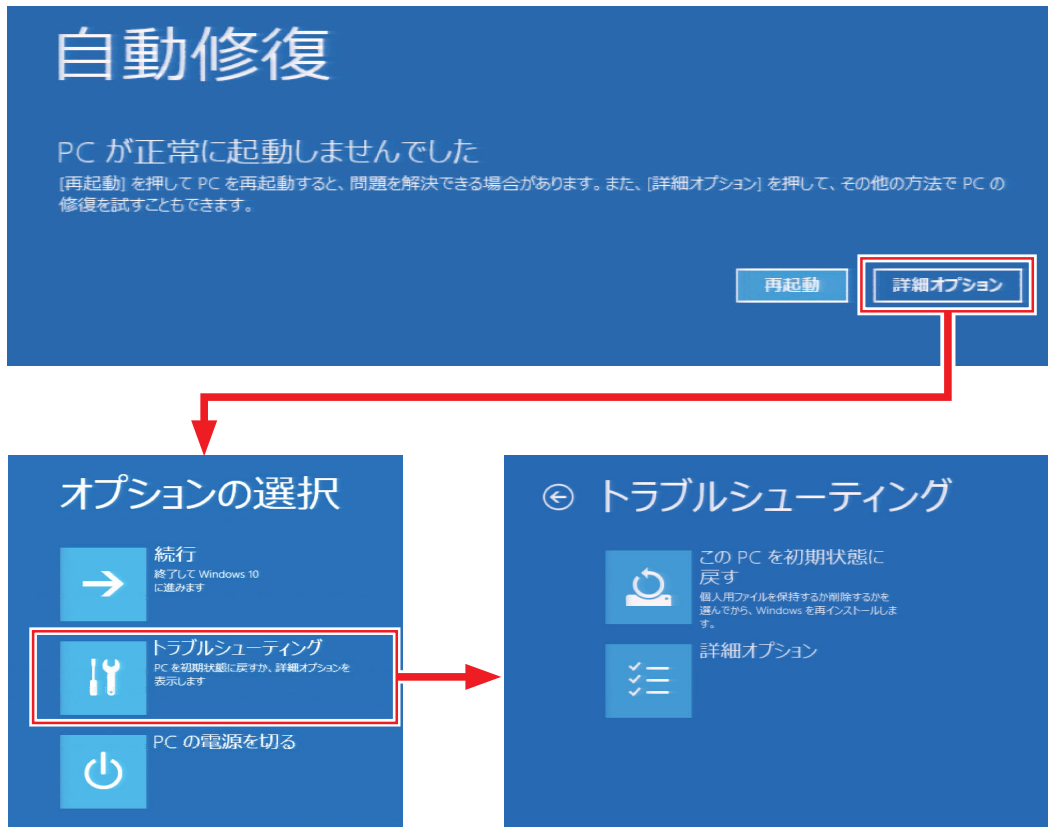 自動修復
PC が正常に起動しませんでした
[再起動] を押して PC を再起動すると、問題を解決できる場合があります。また、[詳細オプション] を押して、その他の方法で PC の
修復を試すこともできます。
再起動
詳細オプション
オプションの選択
続行
終了して Windows 10
に進みます
トラブルシューティング
PC を初期状態に戻すか、詳細オプションを
表示します
PC の電源を切る
トラブルシューティング
この PC を初期状態に
戻す
個人用ファイルを保持するか削除するかを
選んでから、Windows を再インストールしま
す。
詳細オプション